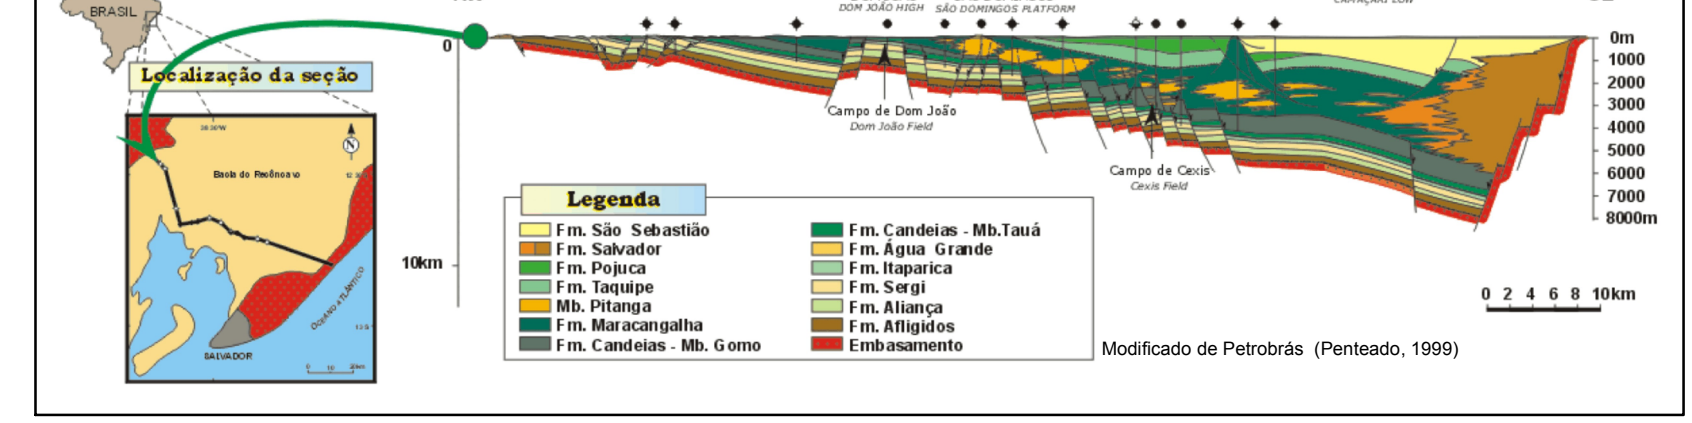 BRASIL
DOM JOÃO HIGH
SÃO DOMINGOS PLATFORM
Localização da seção
0
0m
1000
2000
3000
4000
5000
6000
7000
8000m
Campo de Dom João
Dom João Field
Campo de Cexis
Cexis Field
N
Bacia do Recôncavo
OCEANO ATLÂNTICO
SALVADOR
0 10 20km
10km
Legenda
Fm. São Sebastião
Fm. Salvador
Fm. Pojuca
Fm. Taquipe
Mb. Pitanga
Fm. Maracangalha
Fm. Candeias - Mb. Gomo
Fm. Candeias - Mb.Tauá
Fm. Água Grande
Fm. Itaparica
Fm. Sergi
Fm. Aliança
Fm. Afligidos
Embasamento
0 2 4 6 8 10km
Modificado de Petrobrás (Penteado, 1999)